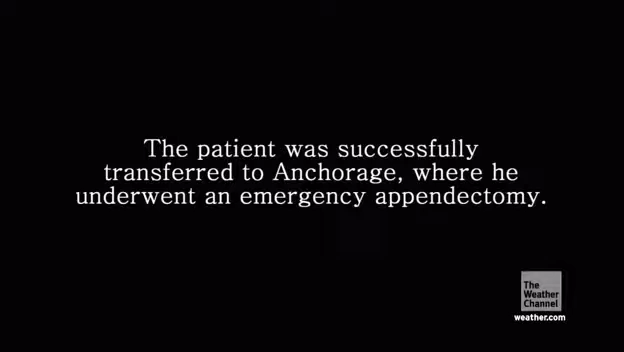 The patient was successfully
transferred to Anchorage, where he
underwent an emergency appendectomy.
The
Weather
Channel
weather.com